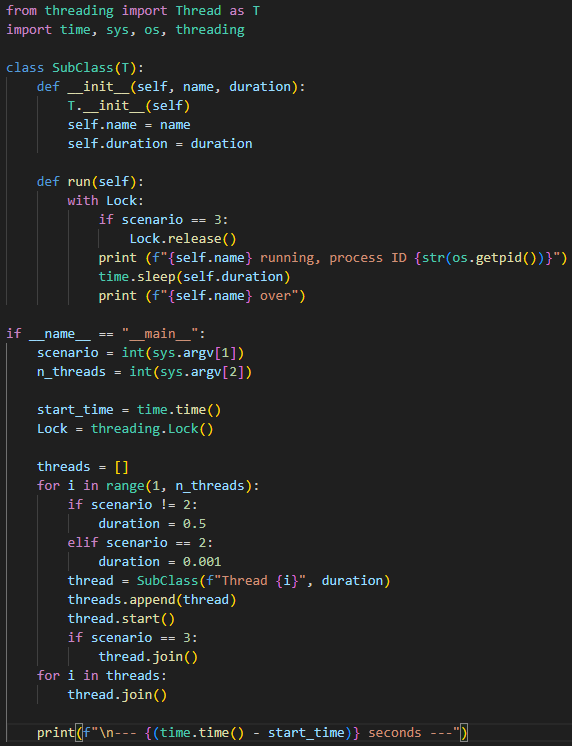 from threading import Thread as T
import time, sys, os, threading
class SubClass(T):
    def __init__(self, name, duration):
        T.__init__(self)
        self.name = name
        self.duration = duration
    def run(self):
        with Lock:
            if scenario == 3:
                Lock.release()
            print (f"{self.name} running, process ID {str(os.getpid())}")
            time.sleep(self.duration)
            print (f"{self.name} over")
if __name__ == "__main__":
    scenario = int(sys.argv[1])
    n_threads = int(sys.argv[2])
    start_time = time.time()
    Lock = threading.Lock()
    threads = []
    for i in range(1, n_threads):
        if scenario != 2:
            duration = 0.5
        elif scenario == 2:
            duration = 0.001
        thread = SubClass(f"Thread {i}", duration)
        threads.append(thread)
        thread.start()
        if scenario == 3:
            thread.join()
    for i in threads:
        thread.join()
    print(f"\n--- {(time.time() - start_time)} seconds ---")